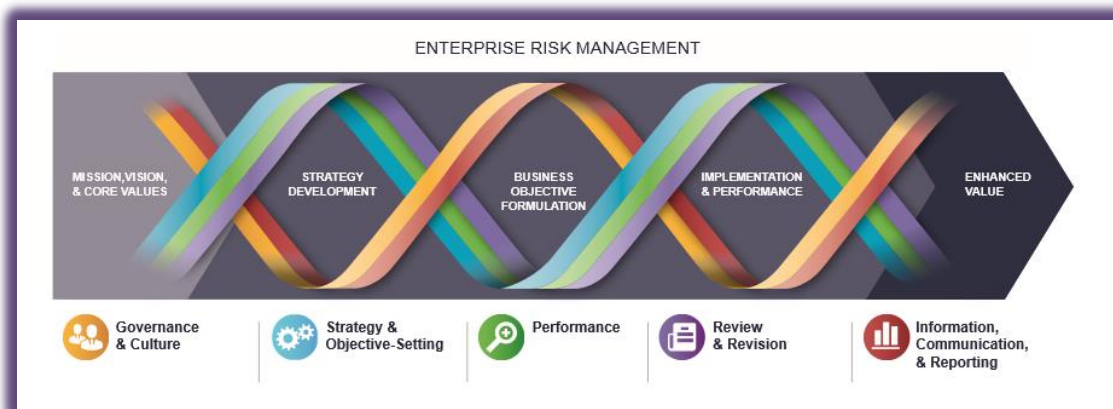 ENTERPRISE RISK MANAGEMENT
MISSION,VISION,
& CORE VALUES
STRATEGY
DEVELOPMENT
BUSINESS
OBJECTIVE
FORMULATION
IMPLEMENTATION
& PERFORMANCE
ENHANCED
VALUE
Governance
& Culture
Strategy &
Objective-Setting
Performance
Review
& Revision
Information,
Communication,
& Reporting